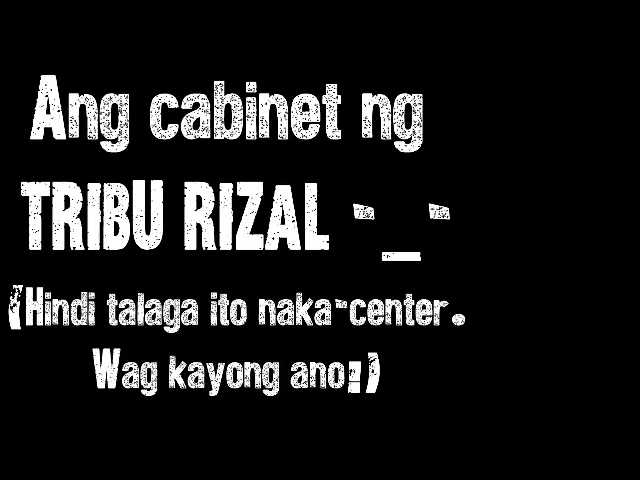 Ang cabinet ng
TRIBU RIZAL -_-
(Hindi talaga ito naka-center.
Wag kayong ano!)